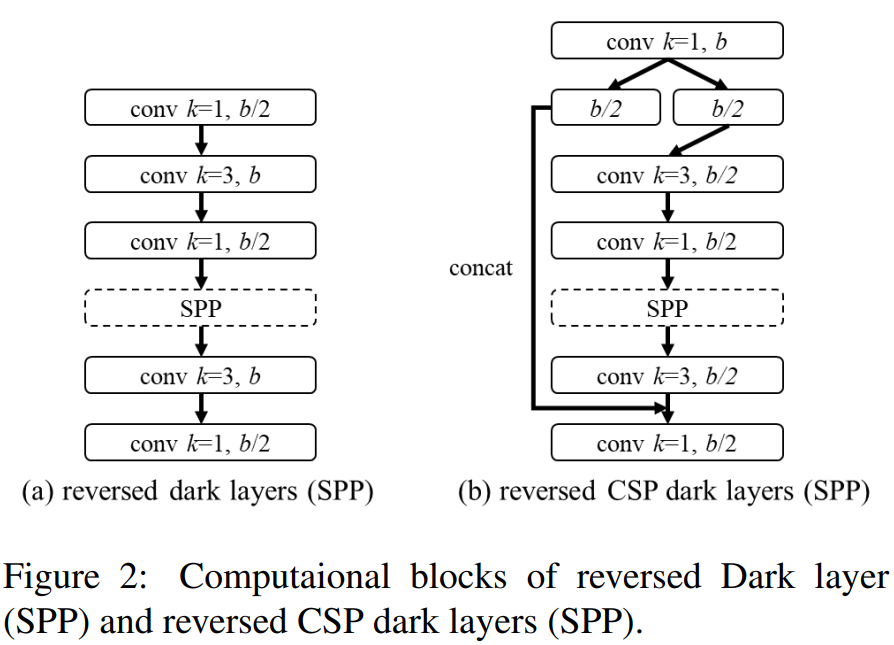 conv k=1, b/2
conv k=3, b
conv k=1, b/2
SPP
conv k=3, b
conv k=1, b/2
(a) reversed dark layers (SPP)
conv k=1, b
b/2 b/2
conv k=3, b/2
conv k=1, b/2
concat
SPP
conv k=3, b/2
conv k=1, b/2
(b) reversed CSP dark layers (SPP)
Figure 2: Computaional blocks of reversed Dark layer
(SPP) and reversed CSP dark layers (SPP).